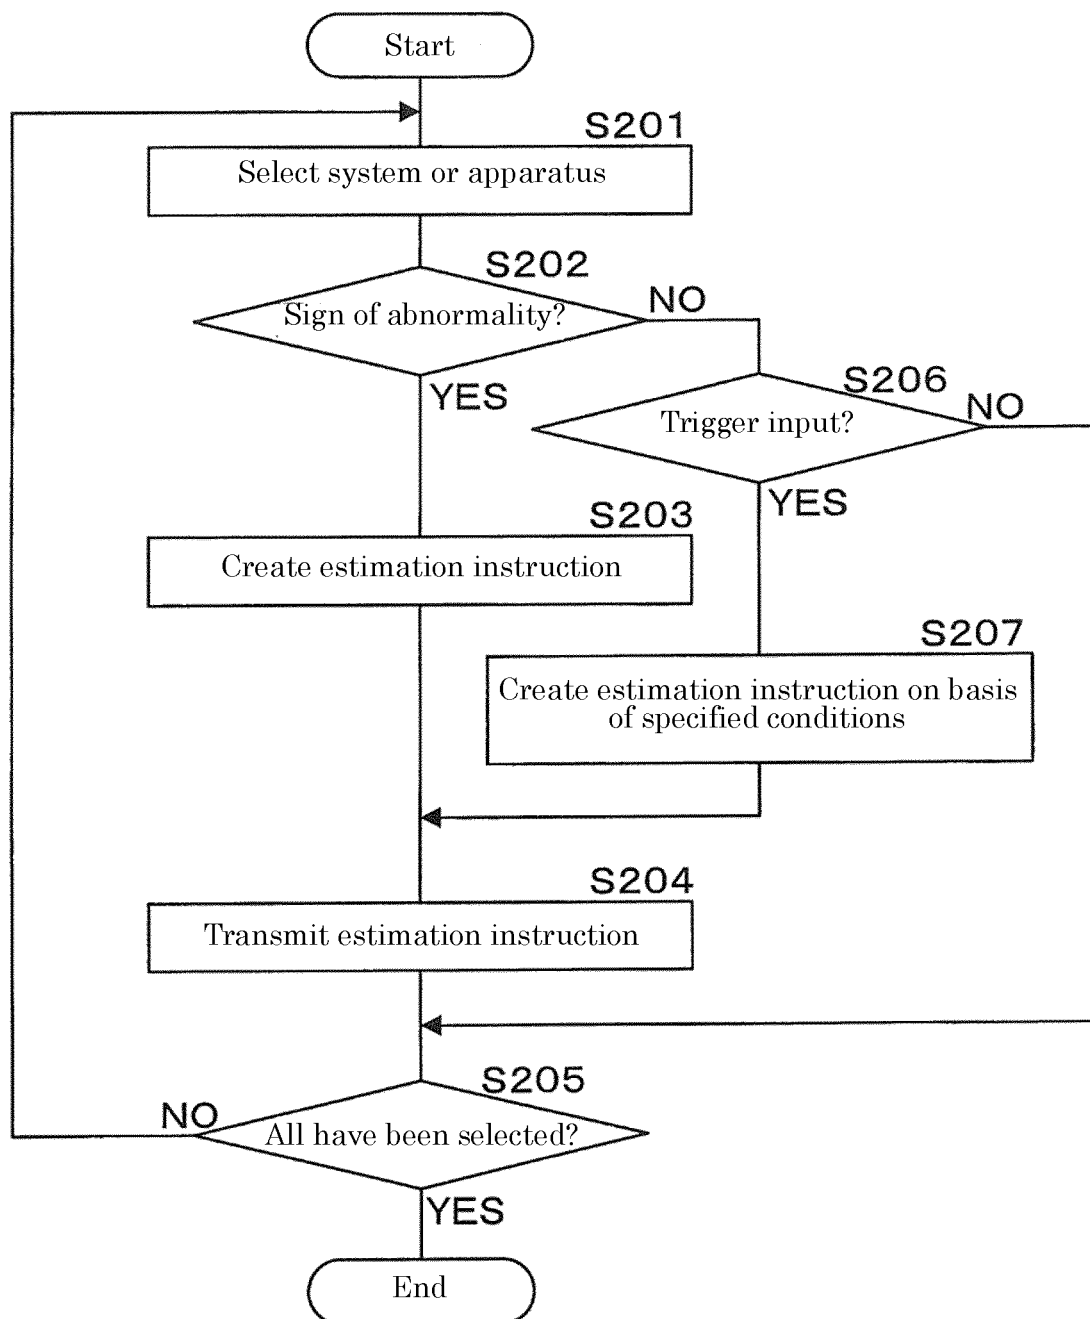 Start
S201
Select system or apparatus
S202
Sign of abnormality?
NO
YES
S206
Trigger input?
NO
YES
S203
Create estimation instruction
S207
Create estimation instruction on basis
of specified conditions
S204
Transmit estimation instruction
S205
All have been selected?
NO
YES
End